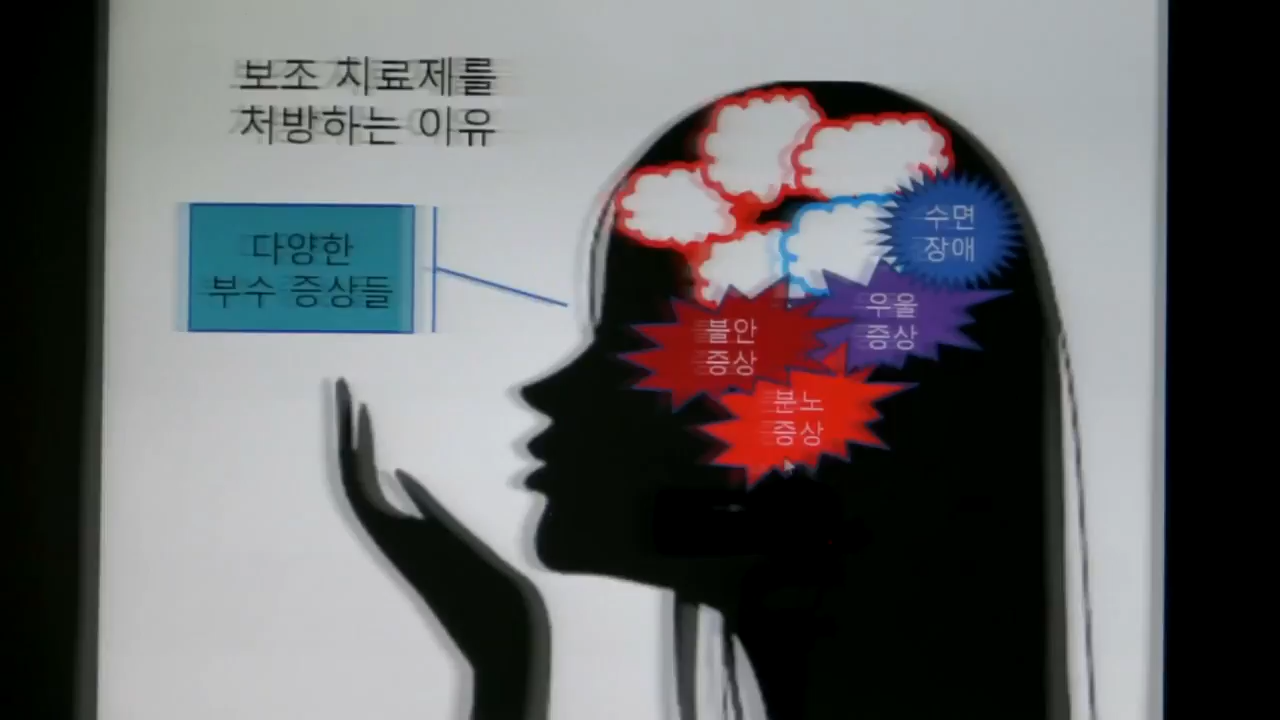 보조 치료제를
처방하는 이유
다양한
부수 증상들
수면
장애
우울
증상
불안
증상
분노
증상